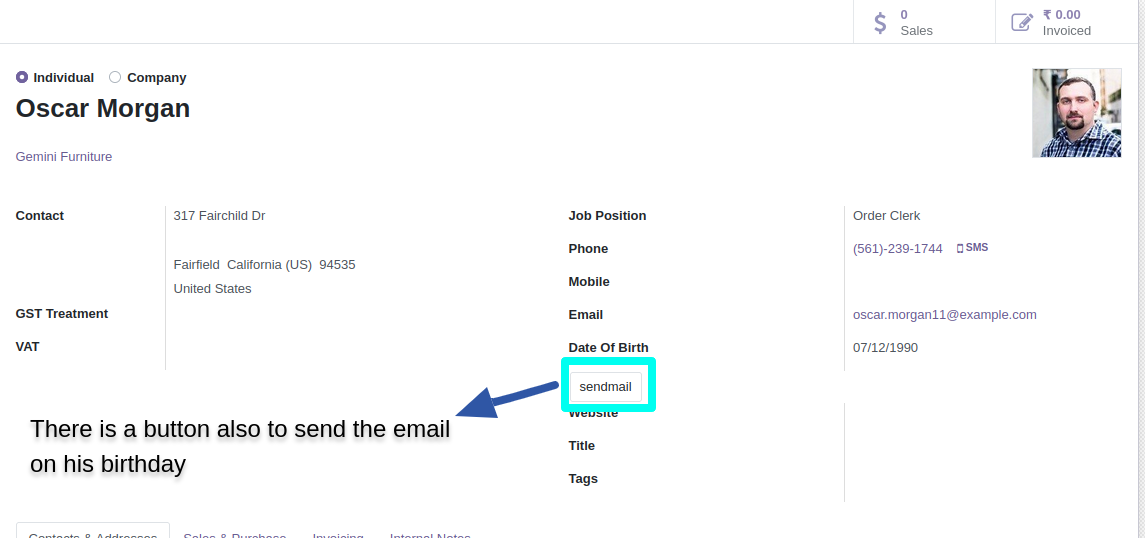 0
Sales
₹ 0.00
Invoiced
Individual Company
Oscar Morgan
Gemini Furniture
Contact
317 Fairchild Dr
Fairfield California (US) 94535
United States
GST Treatment
VAT
Job Position
Order Clerk
Phone
(561)-239-1744 SMS
Mobile
Email
oscar.morgan11@example.com
Date Of Birth
07/12/1990
sendmail
Website
Title
Tags
There is a button also to send the email
on his birthday
Contacts & Addresses Sales & Purchase Invoicing Internal Notes